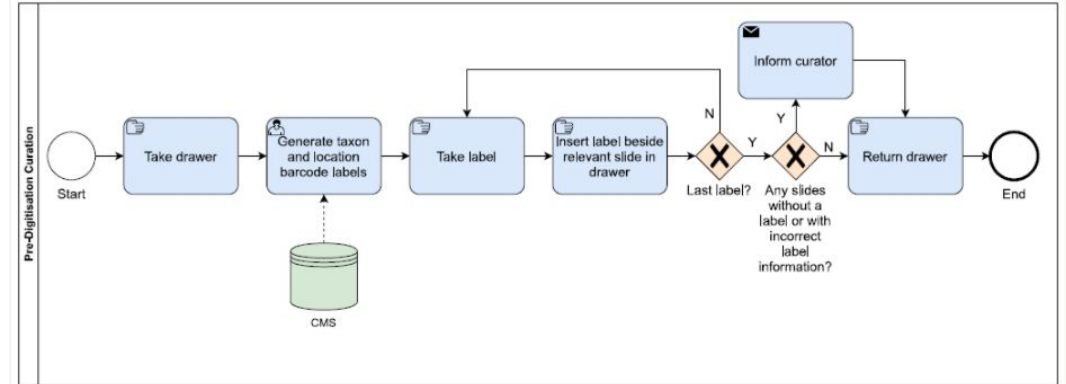 Pre-Digitisation Curation
Start
Take drawer
Generate taxon
and location
barcode labels
CMS
Take label
Insert label beside
relevant slide in
drawer
N
Last label?
Y
Any slides
without a
label or with
incorrect
label
information?
Y
Inform curator
N
Return drawer
End